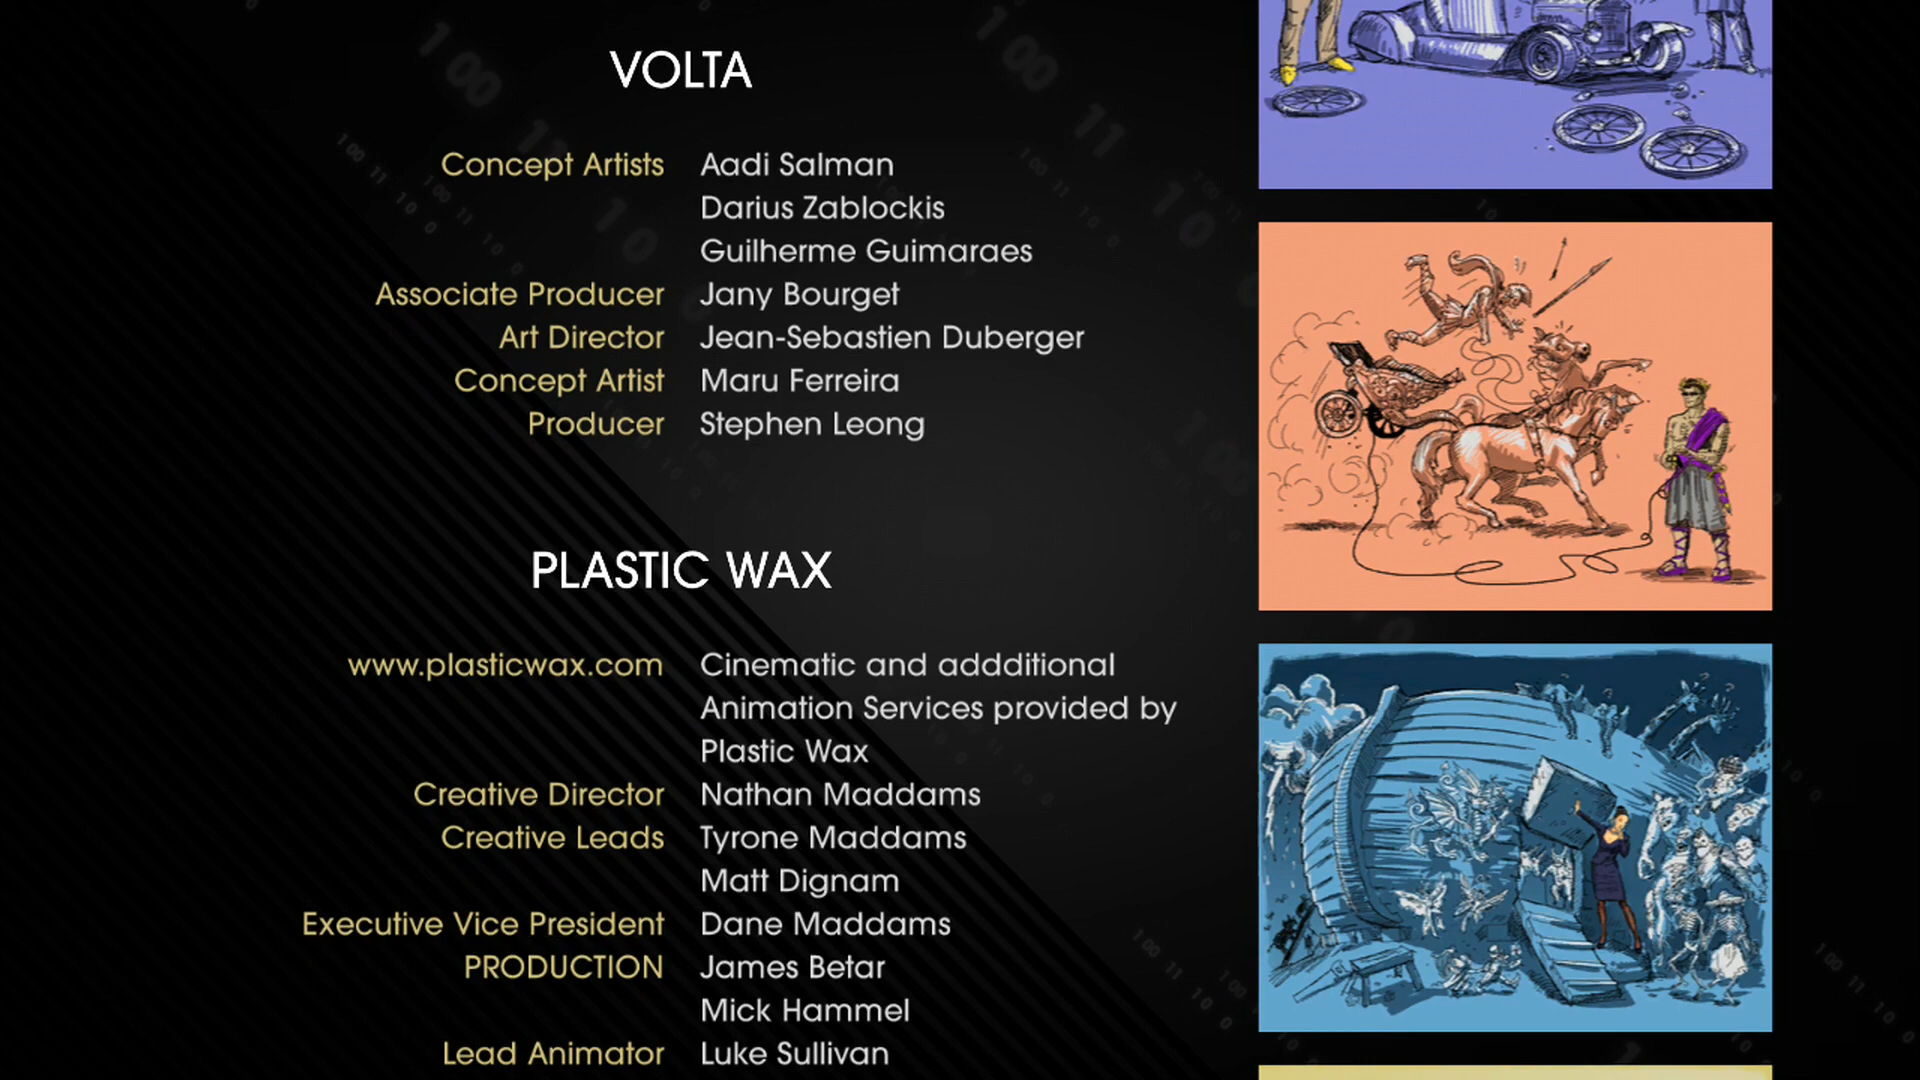 VOLTA
Concept Artists Aadi Salman
Darius Zablockis
Guilherme Guimaraes
Associate Producer Jany Bourget
Art Director Jean-Sebastien Duberger
Concept Artist Maru Ferreira
Producer Stephen Leong
PLASTIC WAX
www.plasticwax.com Cinematic and addditional
Animation Services provided by
Plastic Wax
Creative Director Nathan Maddams
Creative Leads Tyrone Maddams
Matt Dignam
Executive Vice President Dane Maddams
PRODUCTION James Betar
Mick Hammel
Lead Animator Luke Sullivan